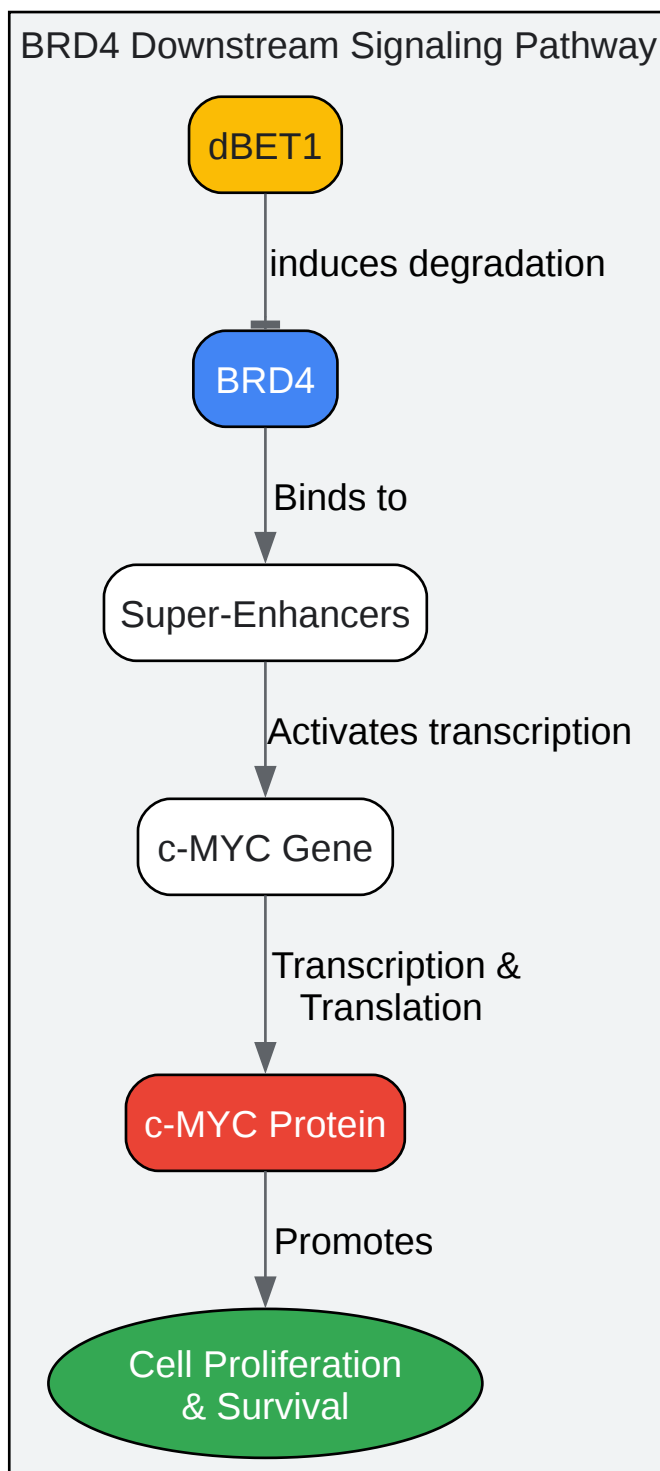 BRD4 Downstream Signaling Pathway
dBET1
induces degradation
BRD4
Binds to
Super-Enhancers
Activates transcription
c-MYC Gene
Transcription &
Translation
c-MYC Protein
Promotes
Cell Proliferation
& Survival